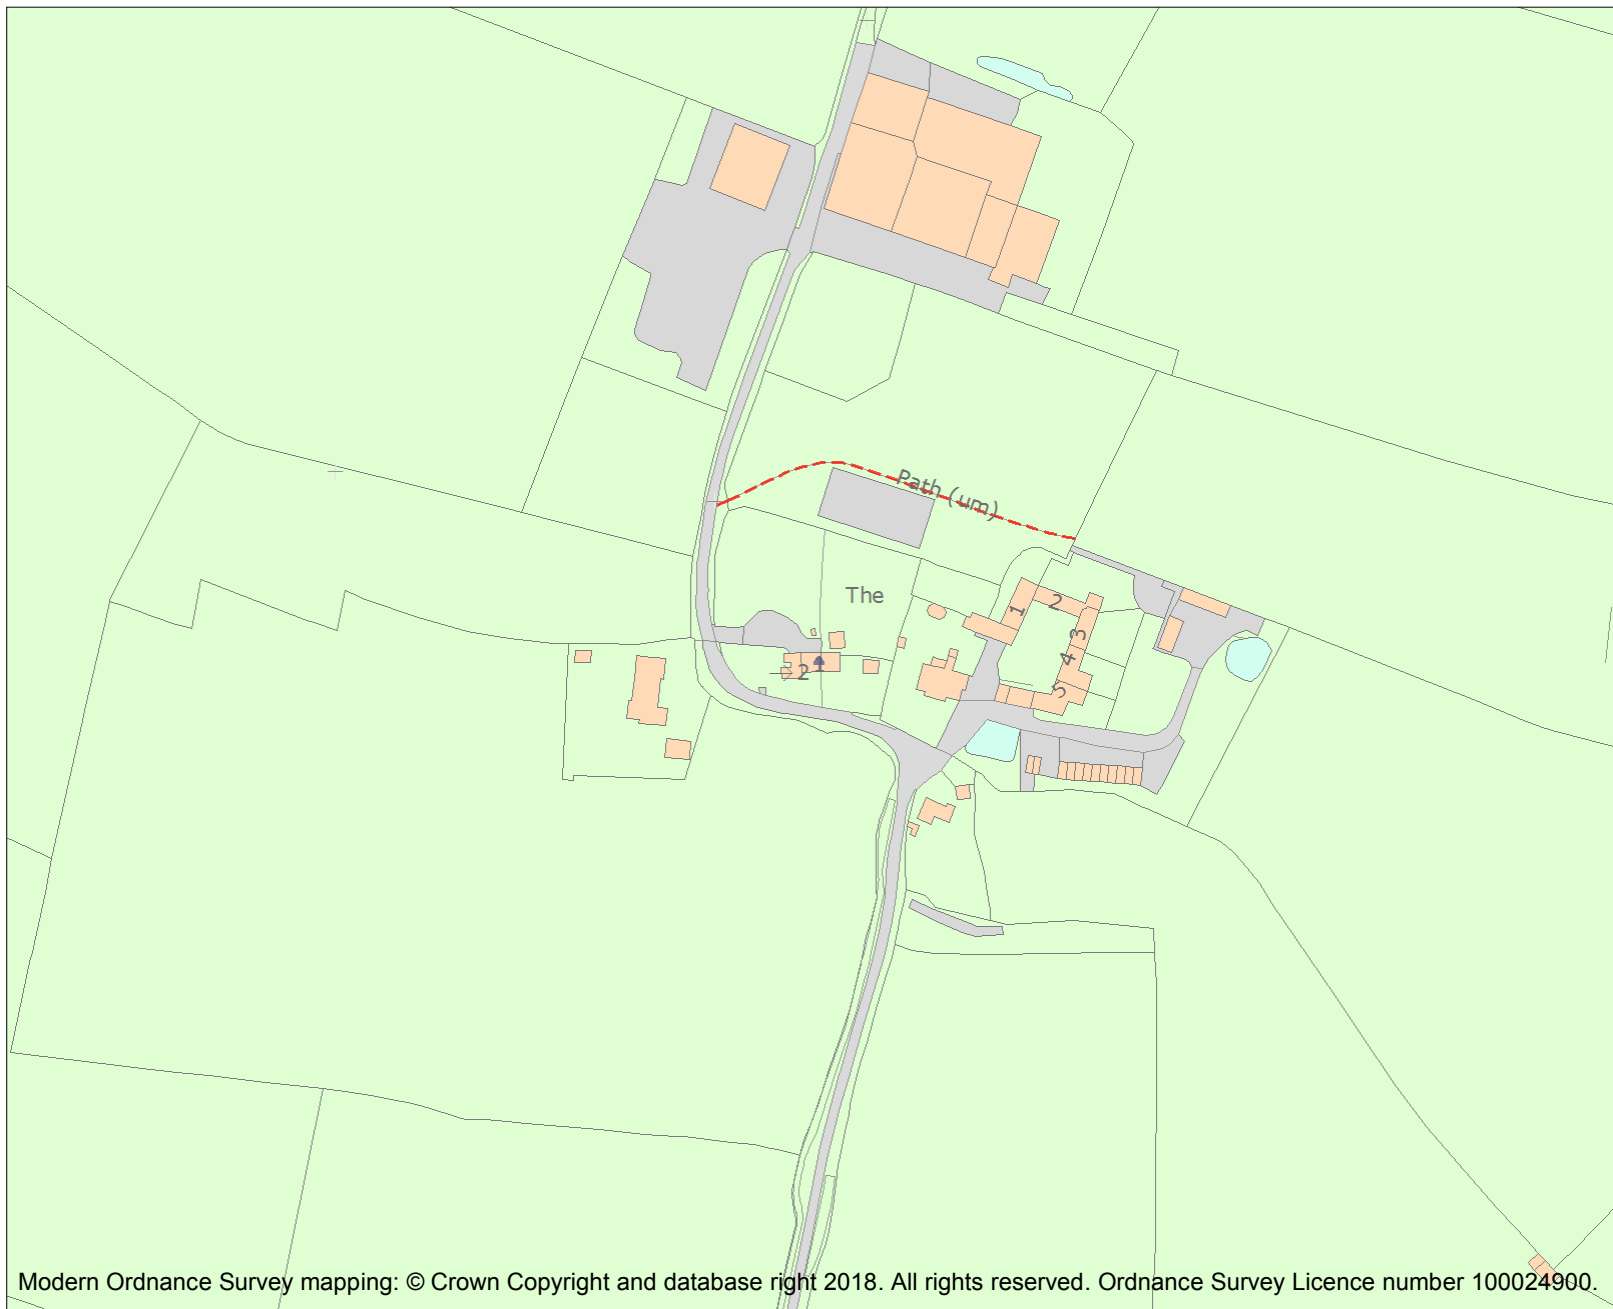 Path (um)
The
1
2
3
4
5
1
2
Modern Ordnance Survey mapping: © Crown Copyright and database right 2018. All rights reserved. Ordnance Survey Licence number 100024900.